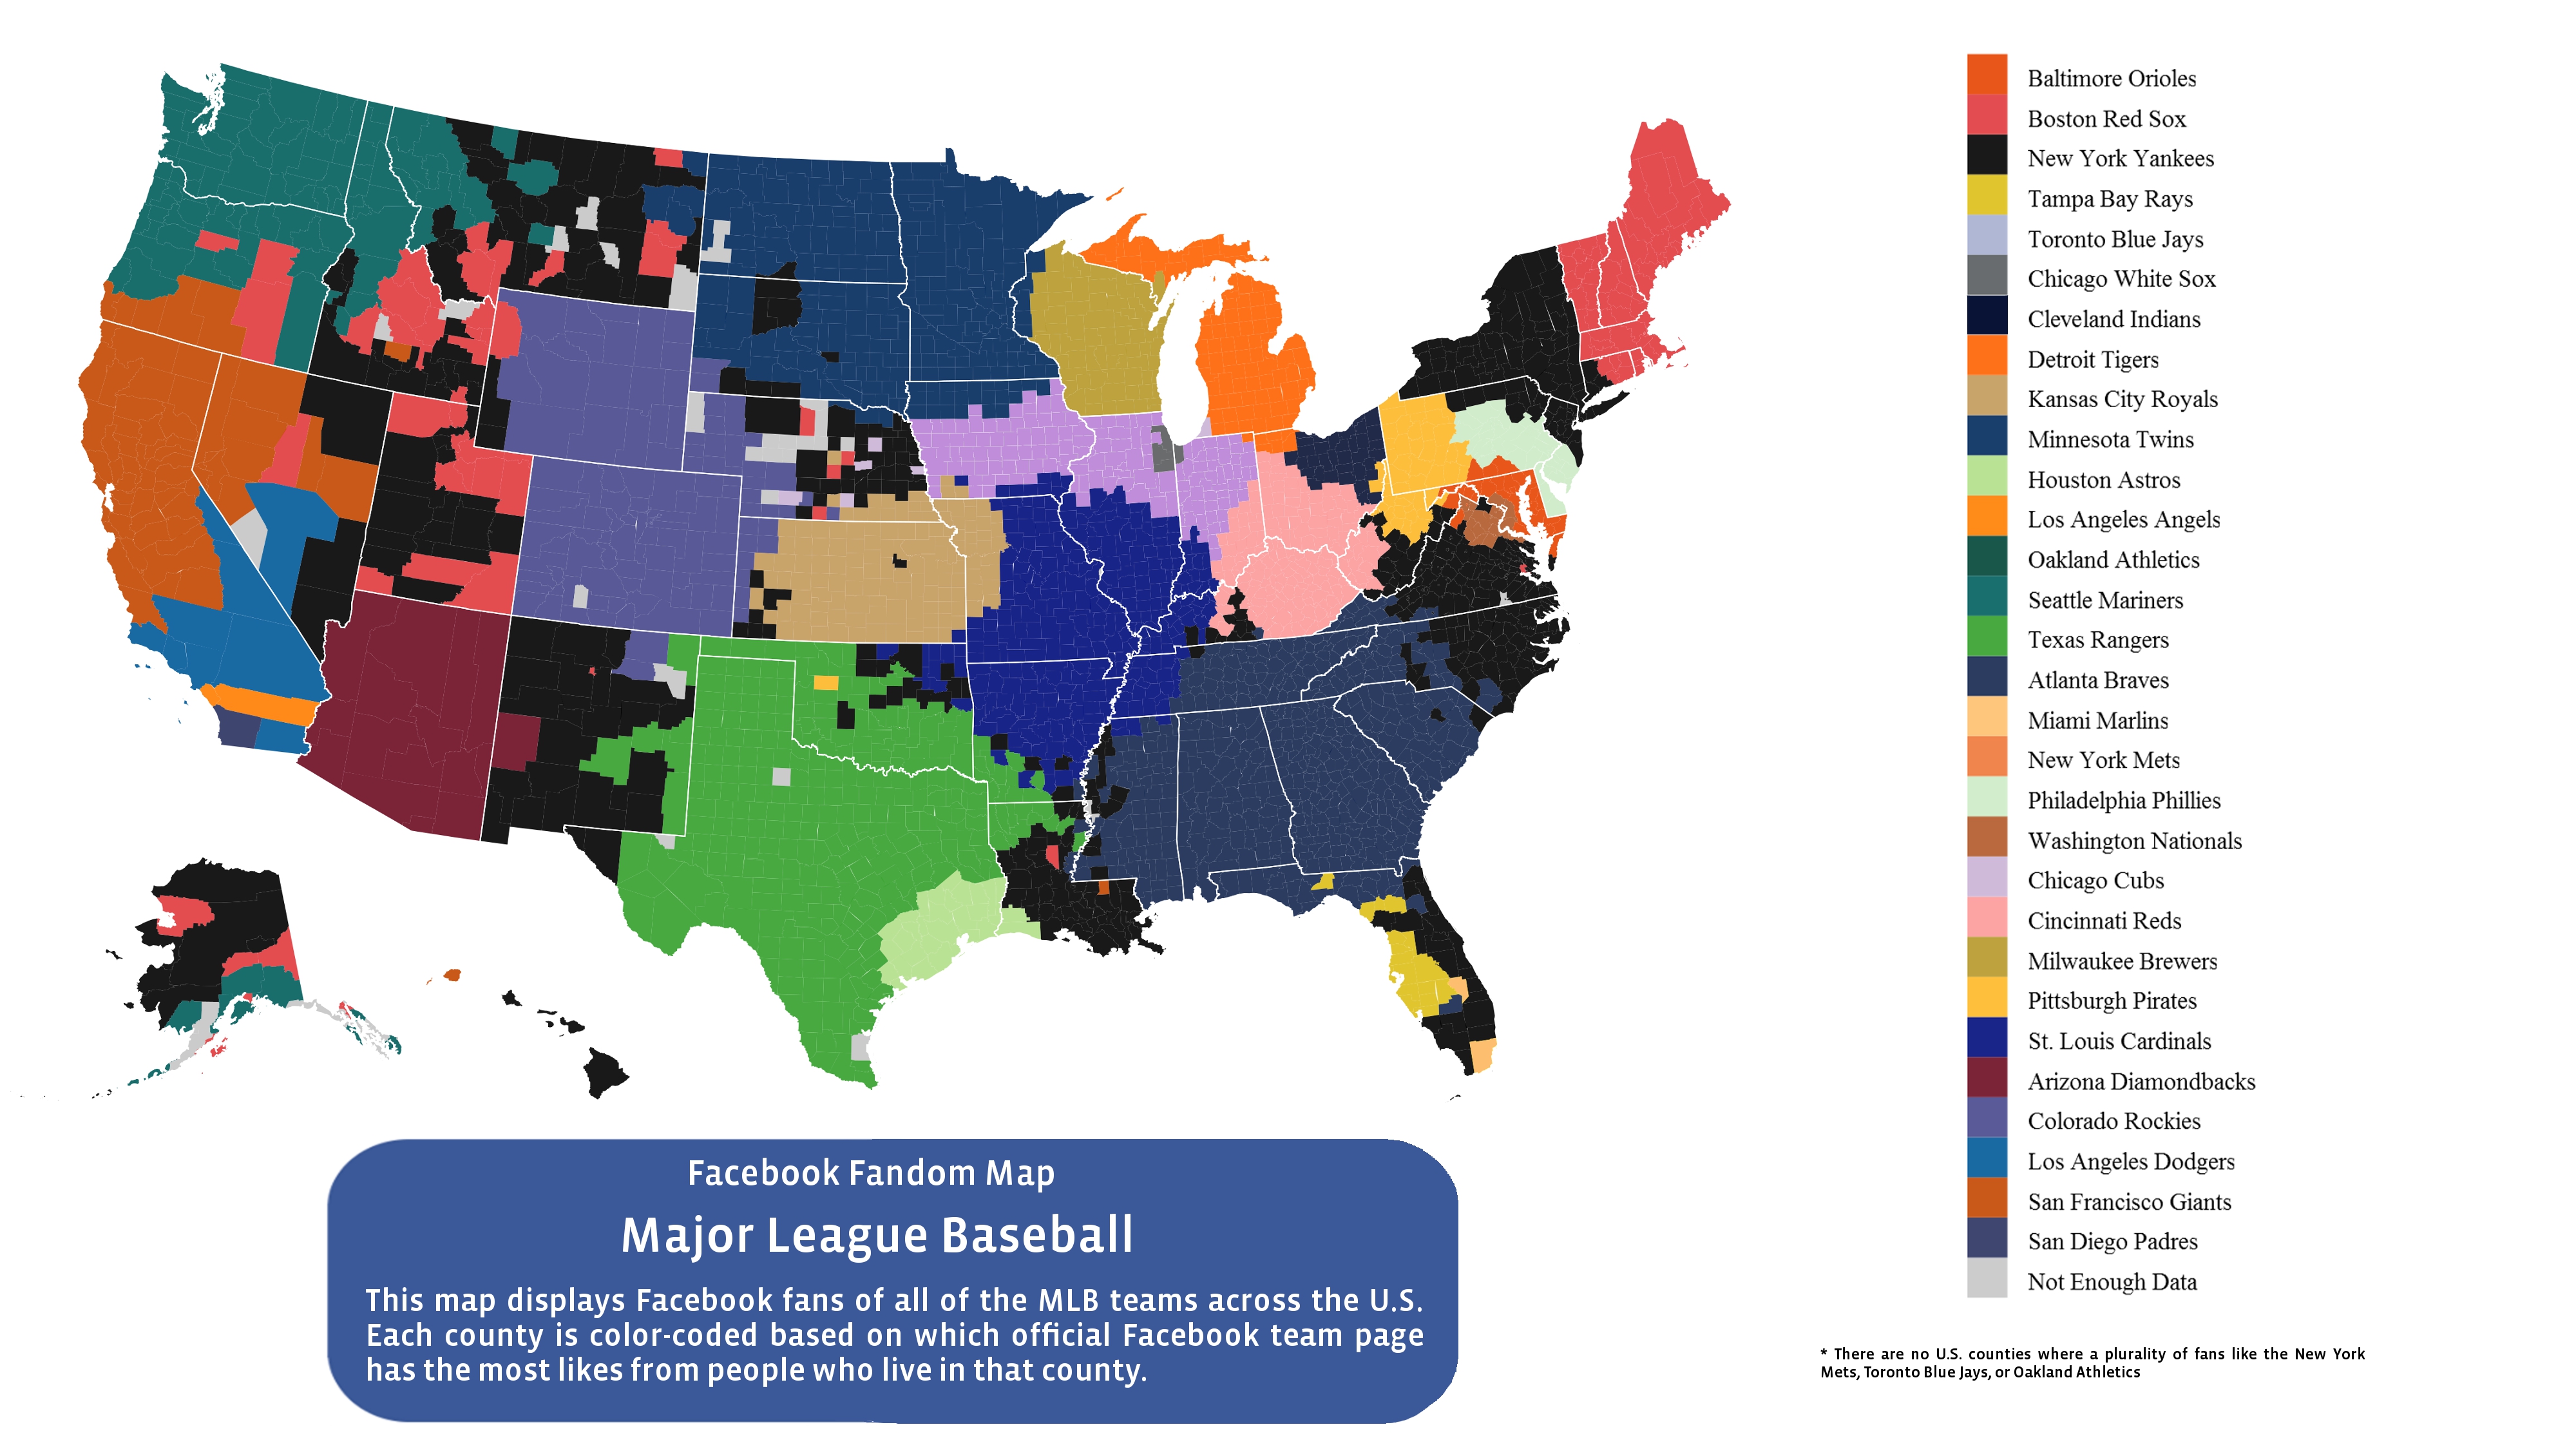 Baltimore Orioles
Boston Red Sox
New York Yankees
Tampa Bay Rays
Toronto Blue Jays
Chicago White Sox
Cleveland Indians
Detroit Tigers
Kansas City Royals
Minnesota Twins
Houston Astros
Los Angeles Angels
Oakland Athletics
Seattle Mariners
Texas Rangers
Atlanta Braves
Miami Marlins
New York Mets
Philadelphia Phillies
Washington Nationals
Chicago Cubs
Cincinnati Reds
Milwaukee Brewers
Pittsburgh Pirates
St. Louis Cardinals
Arizona Diamondbacks
Colorado Rockies
Los Angeles Dodgers
San Francisco Giants
San Diego Padres
Not Enough Data
Facebook Fandom Map
Major League Baseball
This map displays Facebook fans of all of the MLB teams across the U.S.
Each county is color-coded based on which official Facebook team page
has the most likes from people who live in that county.
* There are no U.S. counties where a plurality of fans like the New York
Mets, Toronto Blue Jays, or Oakland Athletics